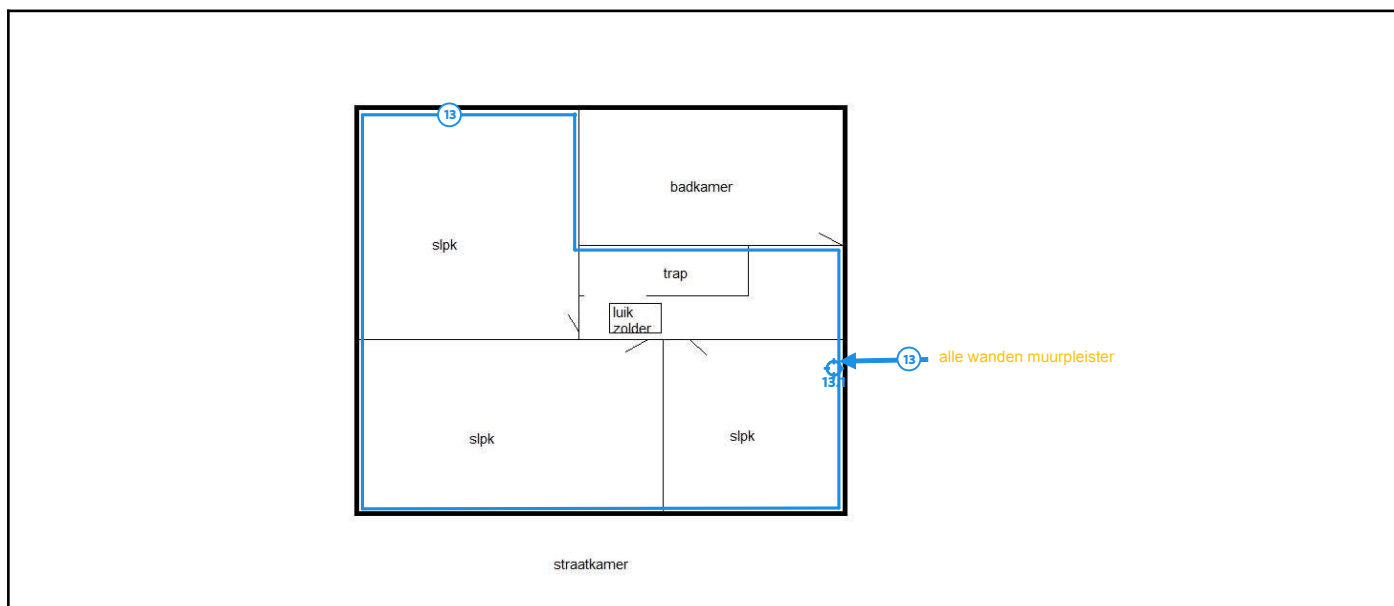 13
badkamer
slpk
trap
luik
zolder
13 alle wanden muurpleister
13.1
slpk
slpk
straatkamer